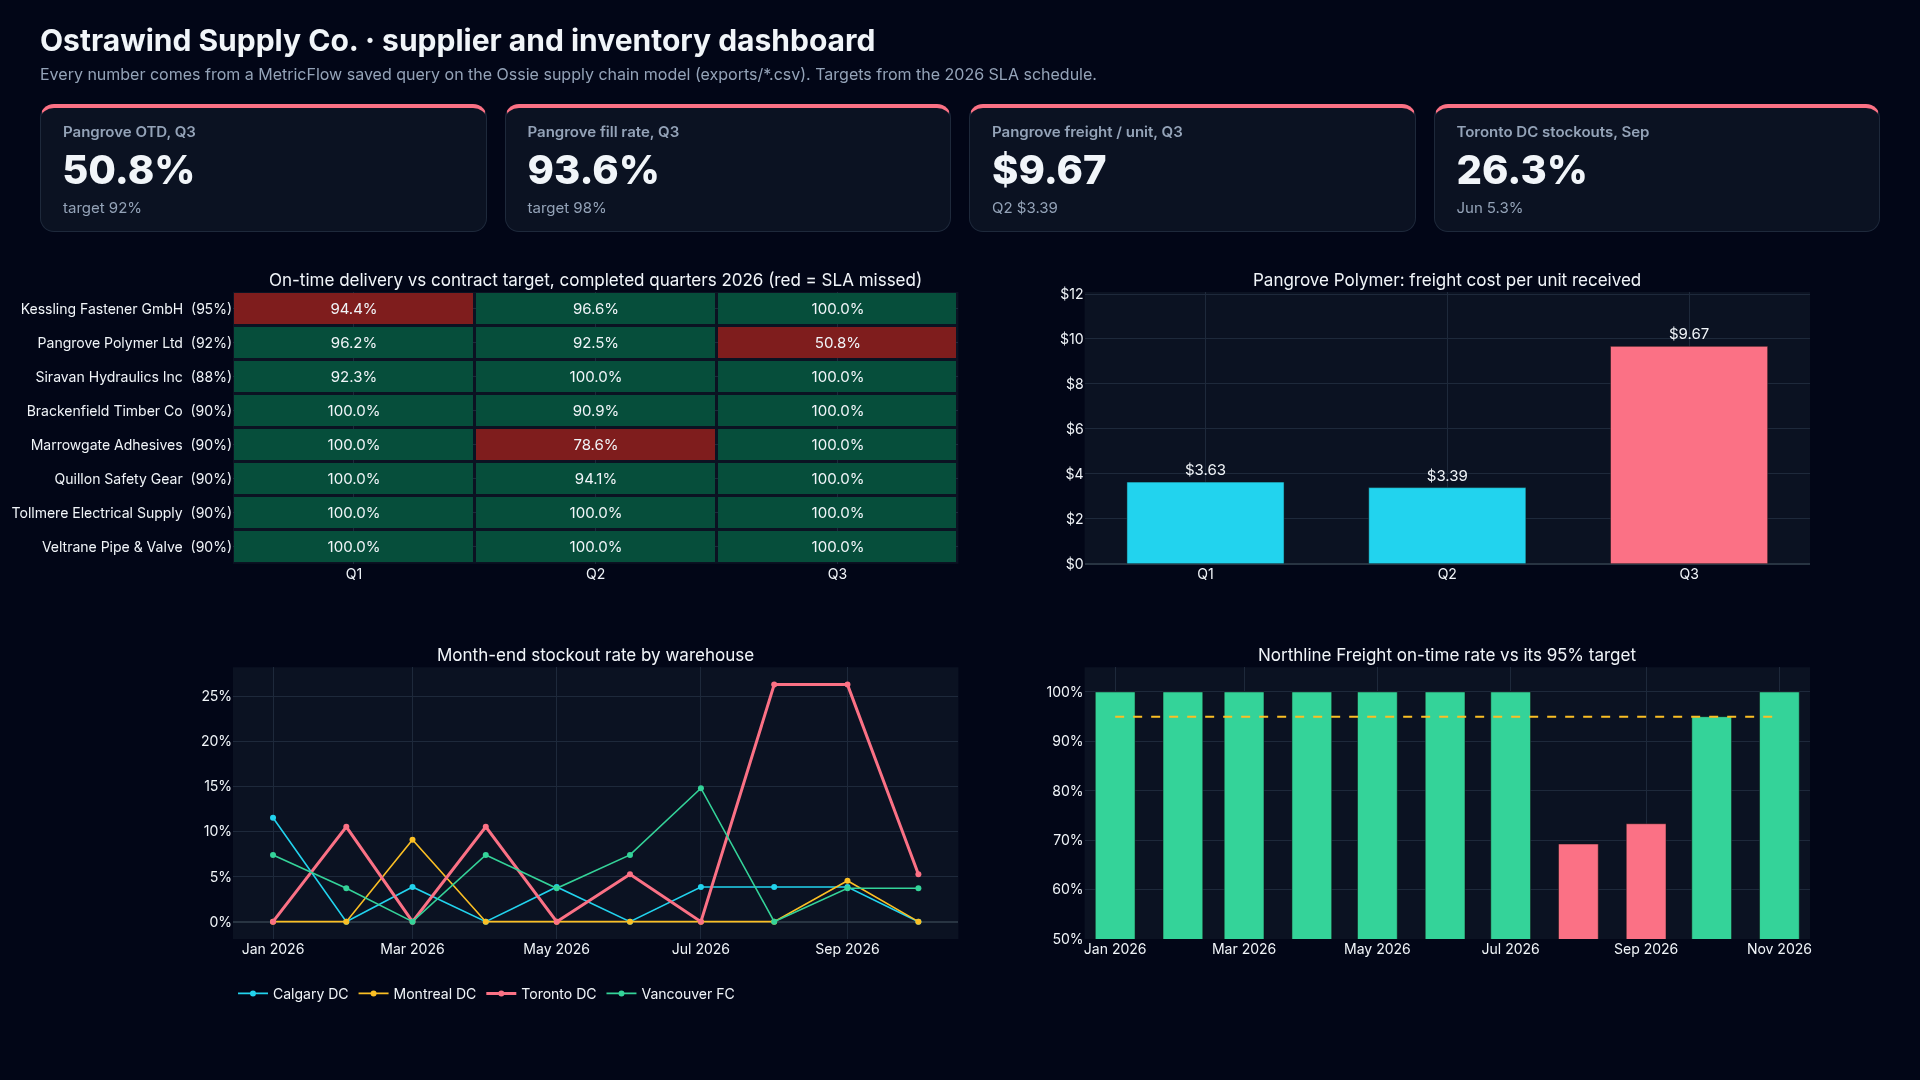 Ostrawind Supply Co. · supplier and inventory dashboard
Every number comes from a MetricFlow saved query on the Ossie supply chain model (exports/*.csv). Targets from the 2026 SLA schedule.
Pangrove OTD, Q3
50.8%
target 92%
Pangrove fill rate, Q3
93.6%
target 98%
Pangrove freight / unit, Q3
$9.67
Q2 $3.39
Toronto DC stockouts, Sep
26.3%
Jun 5.3%
On-time delivery vs contract target, completed quarters 2026 (red = SLA missed)
Kessling Fastener GmbH (95%) 94.4% 96.6% 100.0%
Pangrove Polymer Ltd (92%) 96.2% 92.5% 50.8%
Siravan Hydraulics Inc (88%) 92.3% 100.0% 100.0%
Brackenfield Timber Co (90%) 100.0% 90.9% 100.0%
Marrowgate Adhesives (90%) 100.0% 78.6% 100.0%
Quillon Safety Gear (90%) 100.0% 94.1% 100.0%
Tollmere Electrical Supply (90%) 100.0% 100.0% 100.0%
Veltrane Pipe & Valve (90%) 100.0% 100.0% 100.0%
Q1 Q2 Q3
Pangrove Polymer: freight cost per unit received
$12
$10
$8
$6
$4
$2
$0
$3.63
$3.39
$9.67
Q1 Q2 Q3
Month-end stockout rate by warehouse
25%
20%
15%
10%
5%
0%
Jan 2026 Mar 2026 May 2026 Jul 2026 Sep 2026
Calgary DC Montreal DC Toronto DC Vancouver FC
Northline Freight on-time rate vs its 95% target
100%
90%
80%
70%
60%
50%
Jan 2026 Mar 2026 May 2026 Jul 2026 Sep 2026 Nov 2026